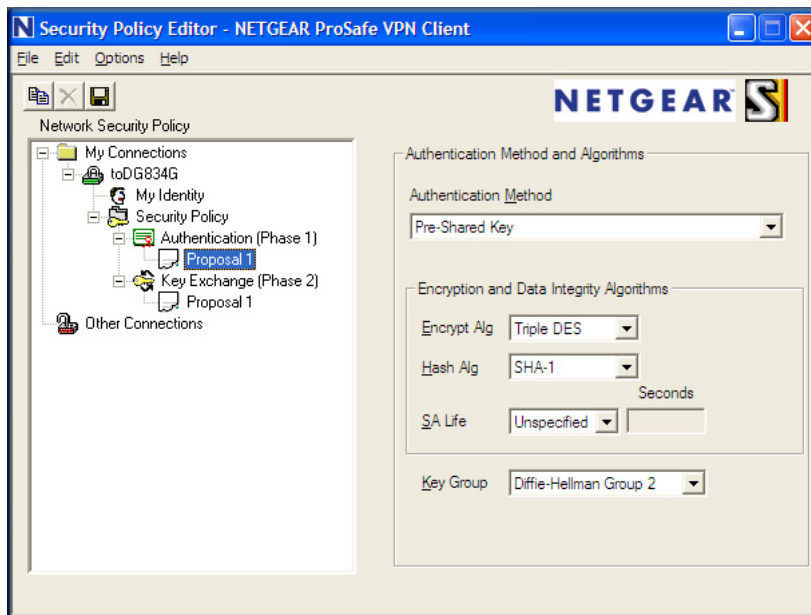 Security Policy Editor - NETGEAR ProSafe VPN Client
File Edit Options Help
NETGEAR S
Network Security Policy
My Connections
toDG834G
My Identity
Security Policy
Authentication (Phase 1)
Proposal 1
Key Exchange (Phase 2)
Proposal 1
Other Connections
Authentication Method and Algorithms
Authentication Method
Pre-Shared Key
Encryption and Data Integrity Algorithms
Encrypt Alg Triple DES
Hash Alg SHA-1
Seconds
SA Life Unspecified
Key Group Diffie-Hellman Group 2